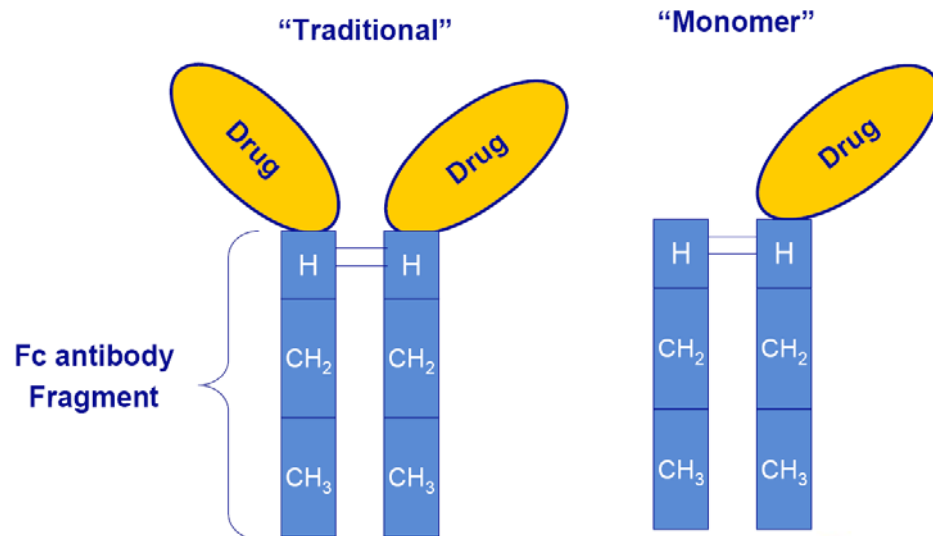 “Traditional”
“Monomer”
Drug
Drug
Drug
H
H
H
H
Fc antibody
Fragment
CH₂
CH₂
CH₂
CH₂
CH₃
CH₃
CH₃
CH₃